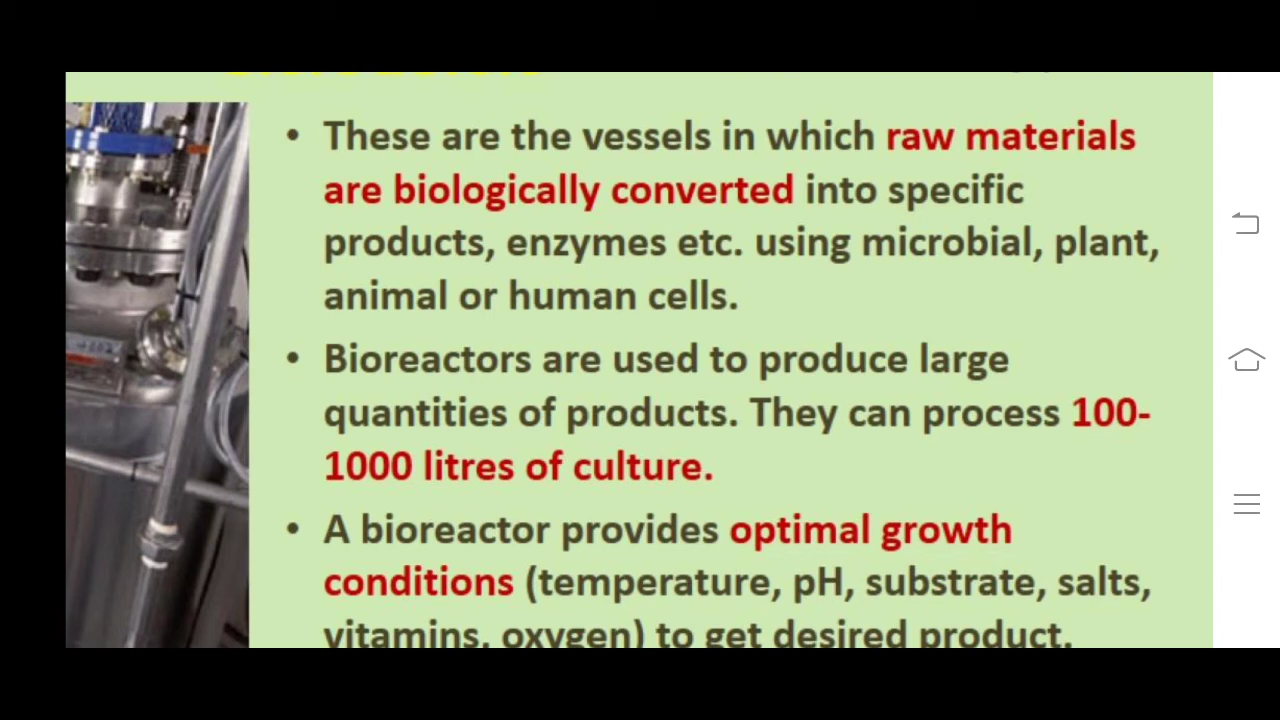 • These are the vessels in which raw materials
are biologically converted into specific
products, enzymes etc. using microbial, plant,
animal or human cells.
• Bioreactors are used to produce large
quantities of products. They can process 100-
1000 litres of culture.
• A bioreactor provides optimal growth
conditions (temperature, pH, substrate, salts,
vitamins, oxygen) to get desired product.